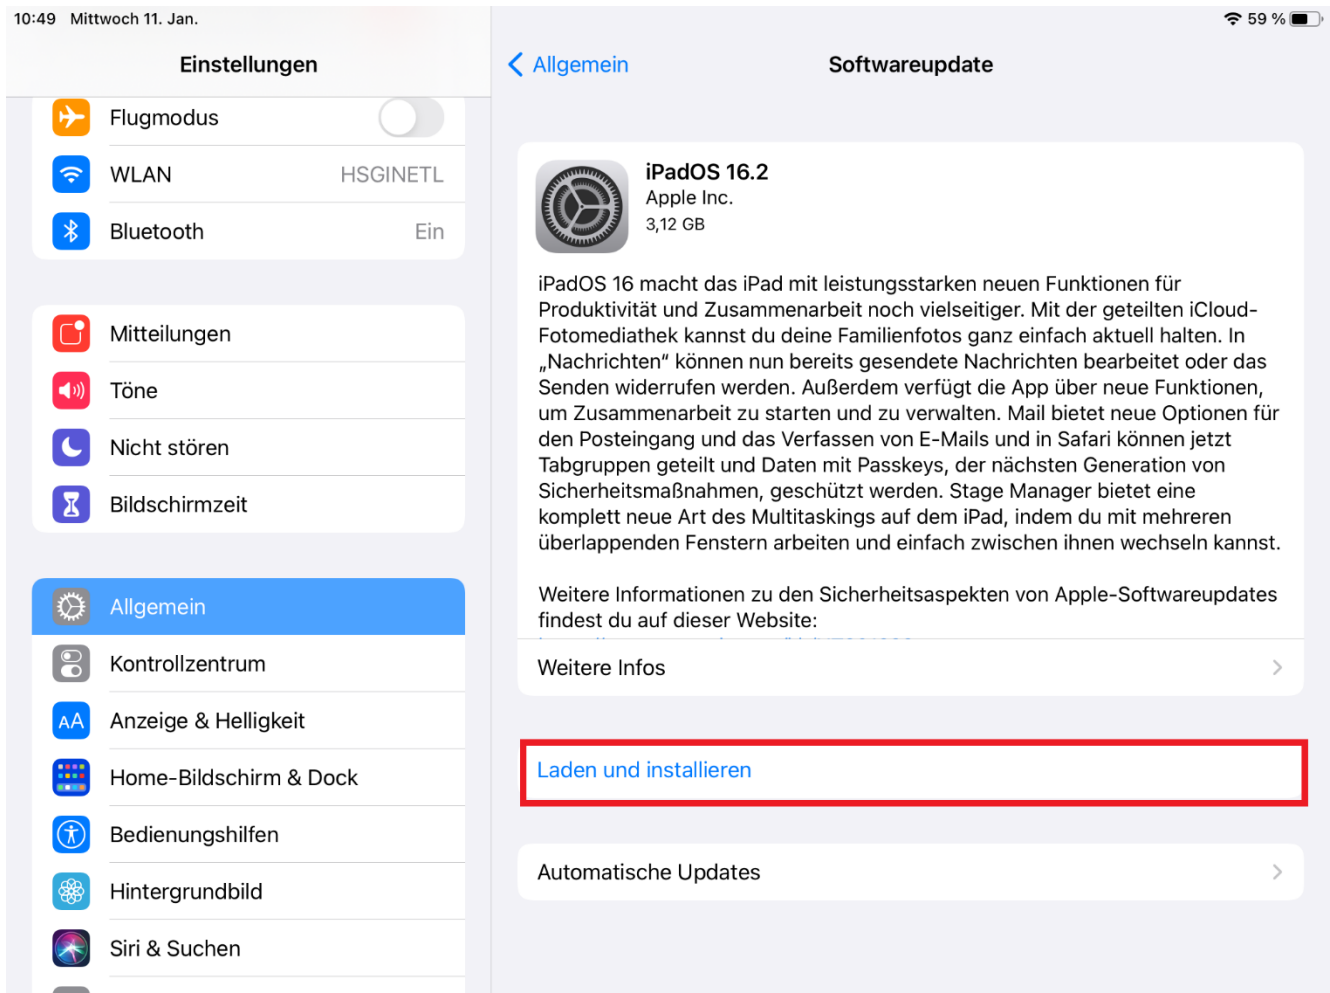 10:49 Mittwoch 11. Jan.
59 %
Einstellungen
Flugmodus
WLAN HSGINETL
Bluetooth Ein
Mitteilungen
Töne
Nicht stören
Bildschirmzeit
Allgemein
Kontrollzentrum
AA Anzeige & Helligkeit
Home-Bildschirm & Dock
Bedienungshilfen
Hintergrundbild
Siri & Suchen
Allgemein
Softwareupdate
iPadOS 16.2
Apple Inc.
3,12 GB
iPadOS 16 macht das iPad mit leistungsstarken neuen Funktionen für
Produktivität und Zusammenarbeit noch vielseitiger. Mit der geteilten iCloud-
Fotomediathek kannst du deine Familienfotos ganz einfach aktuell halten. In
„Nachrichten“ können nun bereits gesendete Nachrichten bearbeitet oder das
Senden widerrufen werden. Außerdem verfügt die App über neue Funktionen,
um Zusammenarbeit zu starten und zu verwalten. Mail bietet neue Optionen für
den Posteingang und das Verfassen von E-Mails und in Safari können jetzt
Tabgruppen geteilt und Daten mit Passkeys, der nächsten Generation von
Sicherheitsmaßnahmen, geschützt werden. Stage Manager bietet eine
komplett neue Art des Multitaskings auf dem iPad, indem du mit mehreren
überlappenden Fenstern arbeiten und einfach zwischen ihnen wechseln kannst.
Weitere Informationen zu den Sicherheitsaspekten von Apple-Softwareupdates
findest du auf dieser Website:
Weitere Infos
Laden und installieren
Automatische Updates